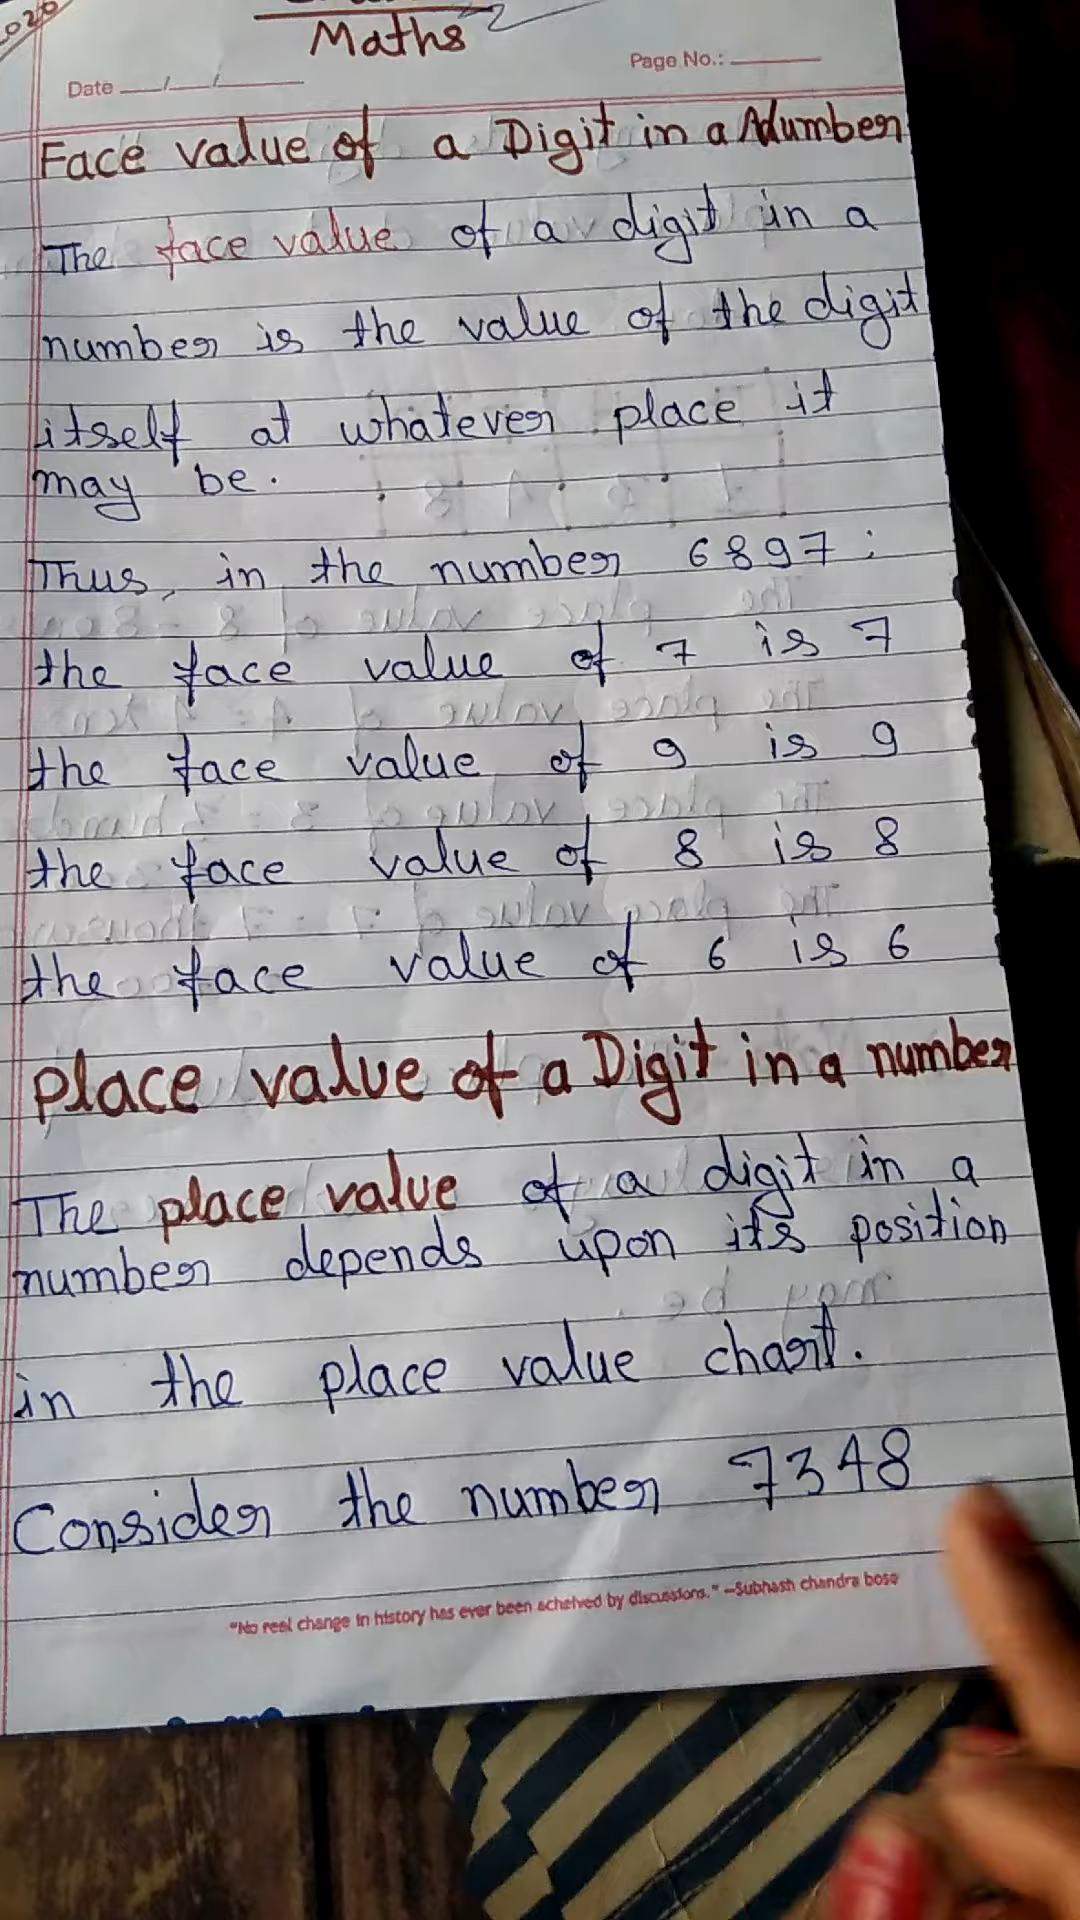 2020
Maths
Date
Page No.:
Face value of a Digit in a Number
The face value of a digit in a
number is the value of the digit
itself at whatever place it
may be.
Thus, in the number 6897:
the face value of 7 is 7
the face value of 9 is 9
the face value of 8 is 8
the face value of 6 is 6
Place value of a Digit in a number
The place value of a digit in a
number depends upon its position
in the place value chart.
Consider the number 7348
"No reel change in history has ever been acheived by discussions." –Subhash chandra bose